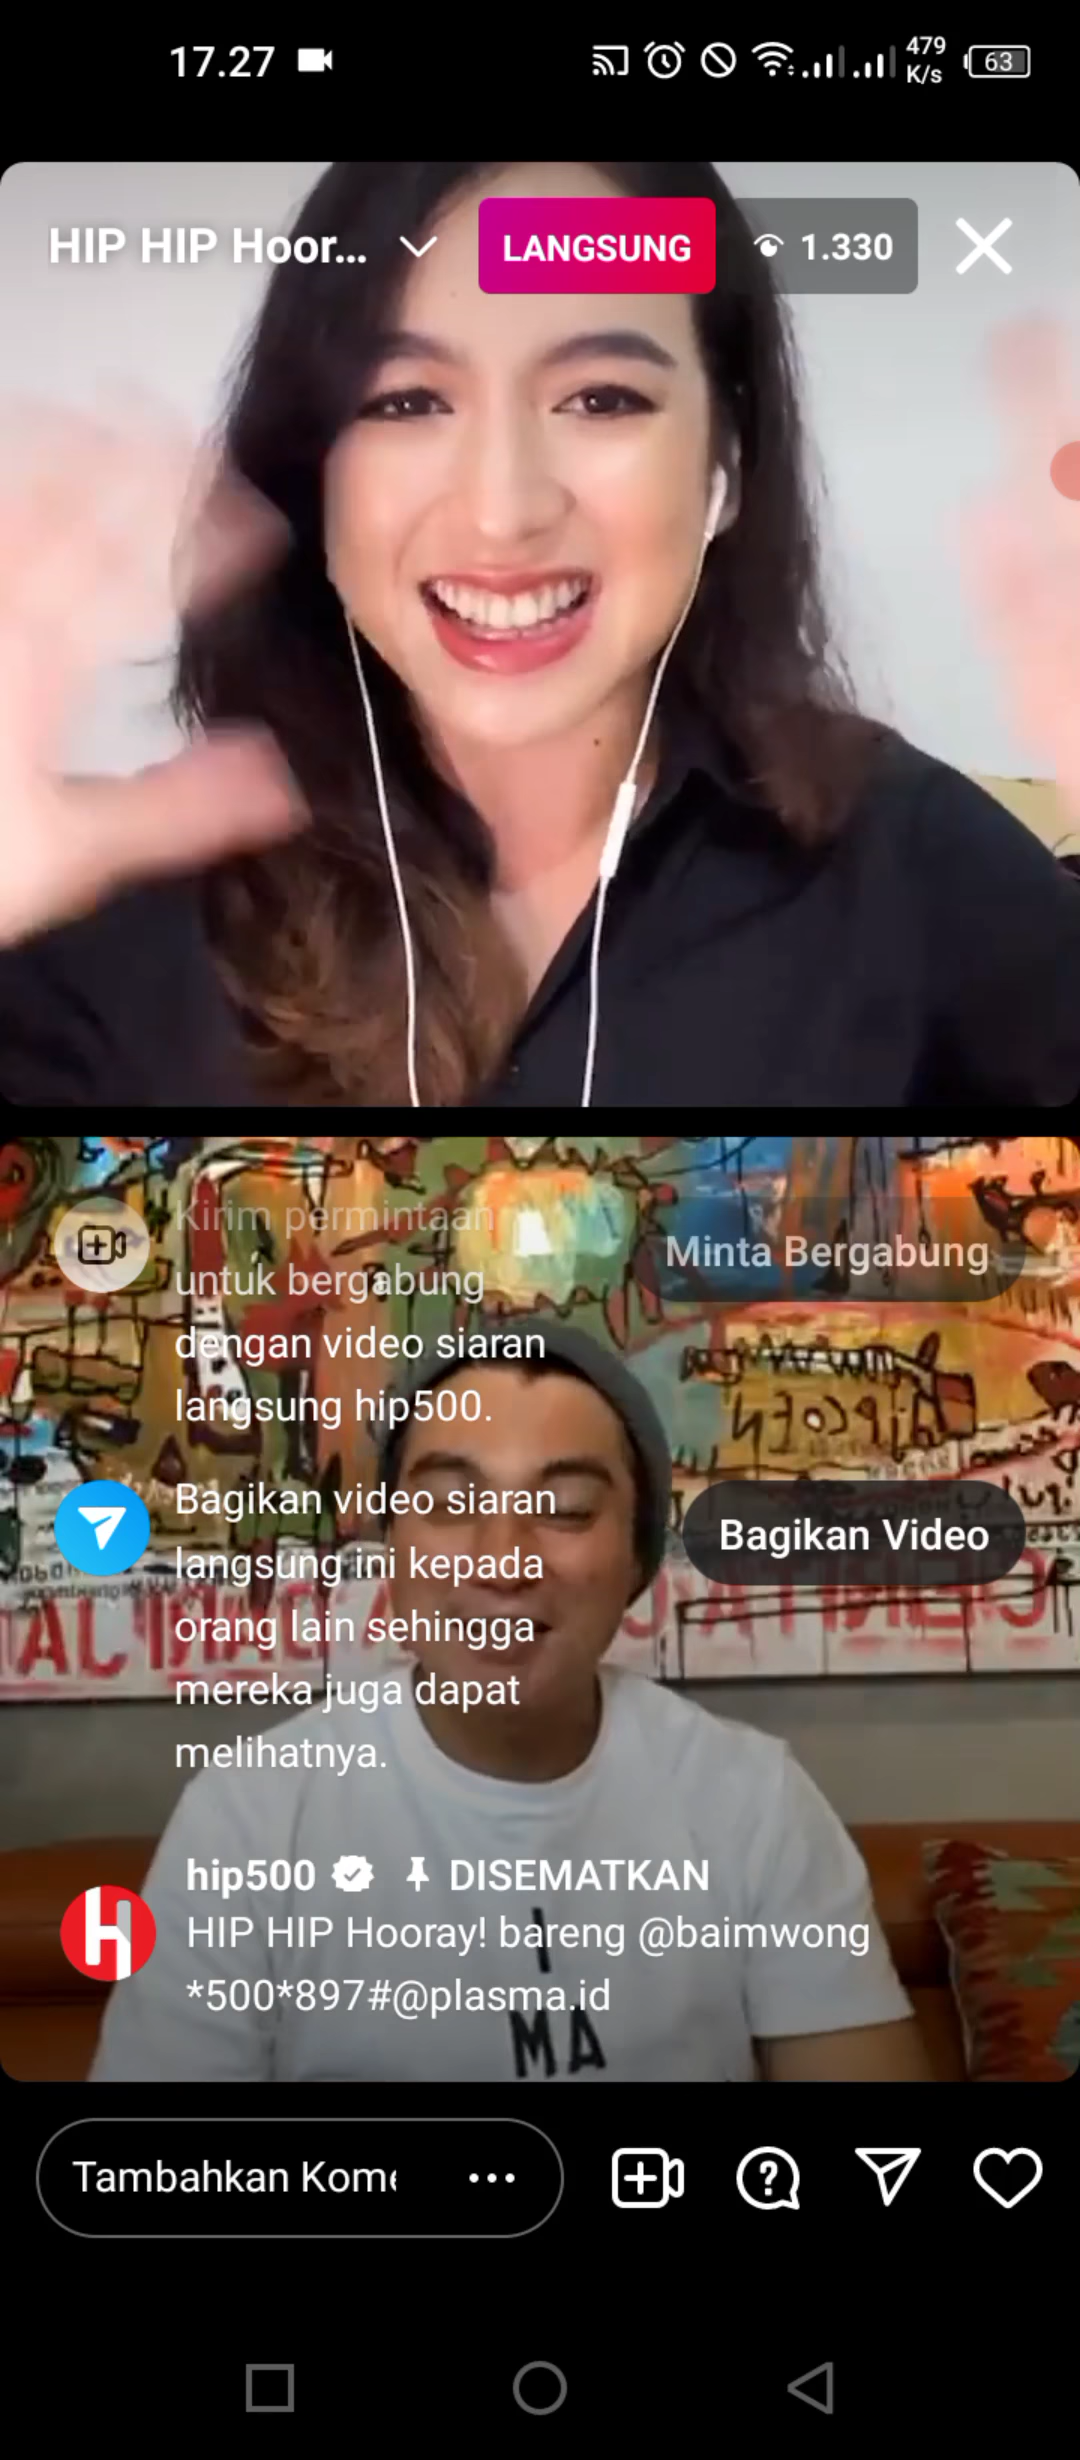 17.27
479
K/s
63
HIP HIP Hoor...
LANGSUNG
1.330
Kirim permintaan
untuk bergabung
dengan video siaran
langsung hip500.
Minta Bergabung
Bagikan video siaran
langsung ini kepada
orang lain sehingga
mereka juga dapat
melihatnya.
Bagikan Video
hip500 DISEMATKAN
HIP HIP Hooray! bareng @baimwong
*500*897#@plasma.id
I
MA
Tambahkan Kome